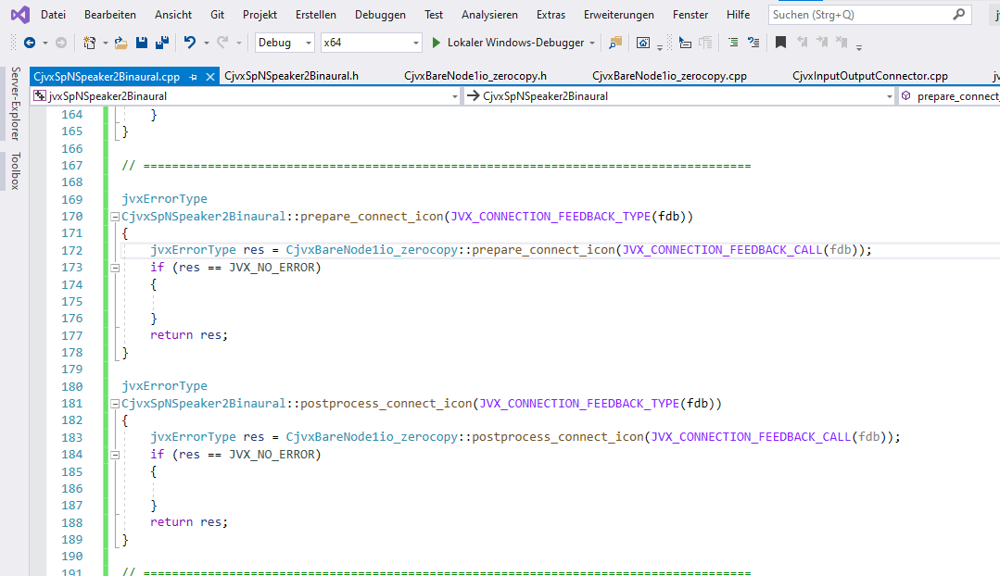 Datei Bearbeiten Ansicht Git Projekt Erstellen Debuggen Test Analysieren Extras Erweiterungen Fenster Hilfe Suchen (Strg+Q)
Debug x64 Lokaler Windows-Debugger
Server-Explorer
Toolbox
CjvxSpNSpeaker2Binaural.cpp CjvxSpNSpeaker2Binaural.h CjvxBareNode1io_zerocopy.h CjvxBareNode1io_zerocopy.cpp CjvxInputOutputConnector.cpp
jvxSpNSpeaker2Binaural CjvxSpNSpeaker2Binaural prepare_connect_
164 }
165 }
166
167 // =====================================================================================
168
169 jvxErrorType
170 CjvxSpNSpeaker2Binaural::prepare_connect_icon(JVX_CONNECTION_FEEDBACK_TYPE(fdb))
171 {
172 jvxErrorType res = CjvxBareNode1io_zerocopy::prepare_connect_icon(JVX_CONNECTION_FEEDBACK_CALL(fdb));
173 if (res == JVX_NO_ERROR)
174 {
175
176 }
177 return res;
178 }
179
180 jvxErrorType
181 CjvxSpNSpeaker2Binaural::postprocess_connect_icon(JVX_CONNECTION_FEEDBACK_TYPE(fdb))
182 {
183 jvxErrorType res = CjvxBareNode1io_zerocopy::postprocess_connect_icon(JVX_CONNECTION_FEEDBACK_CALL(fdb));
184 if (res == JVX_NO_ERROR)
185 {
186
187 }
188 return res;
189 }
190
191 // =====================================================================================